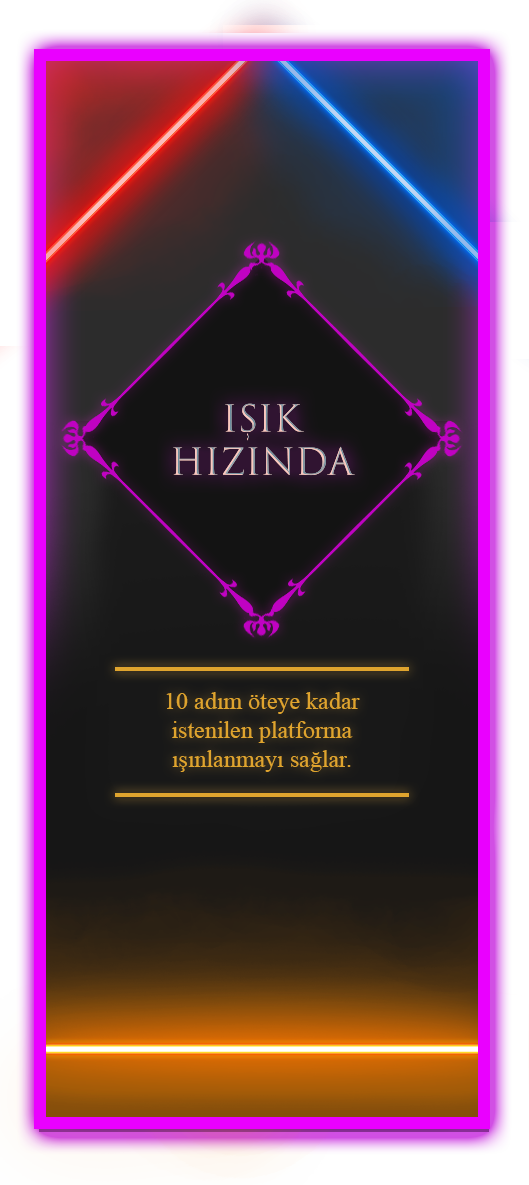 IŞIK
HIZINDA
10 adım öteye kadar
istenilen platforma
ışınlanmayı sağlar.